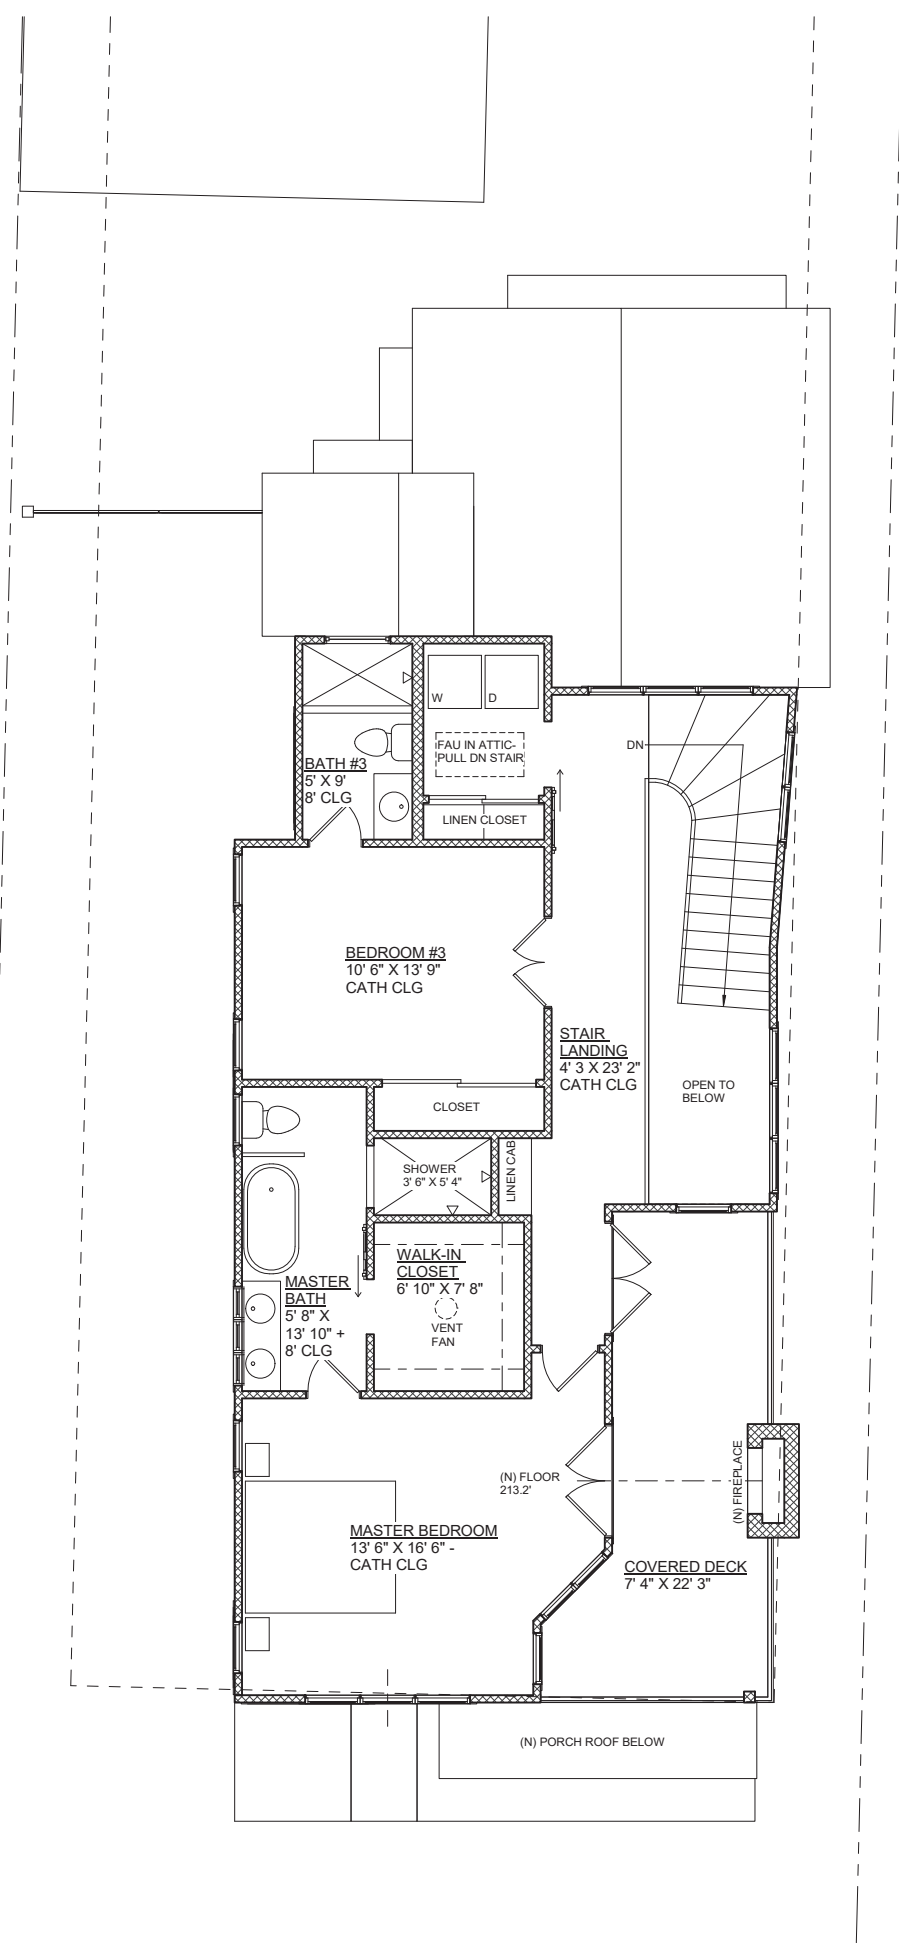 W
D
FAU IN ATTIC-
PULL DN STAIR
DN
BATH #3
5' X 9'
8' CLG
LINEN CLOSET
BEDROOM #3
10' 6" X 13' 9"
CATH CLG
STAIR
LANDING
4' 3 X 23' 2"
CATH CLG
OPEN TO
BELOW
CLOSET
SHOWER
3' 6" X 5' 4"
LINEN CAB
WALK-IN
CLOSET
6' 10" X 7' 8"
VENT
FAN
MASTER
BATH
5' 8" X
13' 10" +
8' CLG
(N) FLOOR
213.2'
(N) FIREPLACE
MASTER BEDROOM
13' 6" X 16' 6" -
CATH CLG
COVERED DECK
7' 4" X 22' 3"
(N) PORCH ROOF BELOW